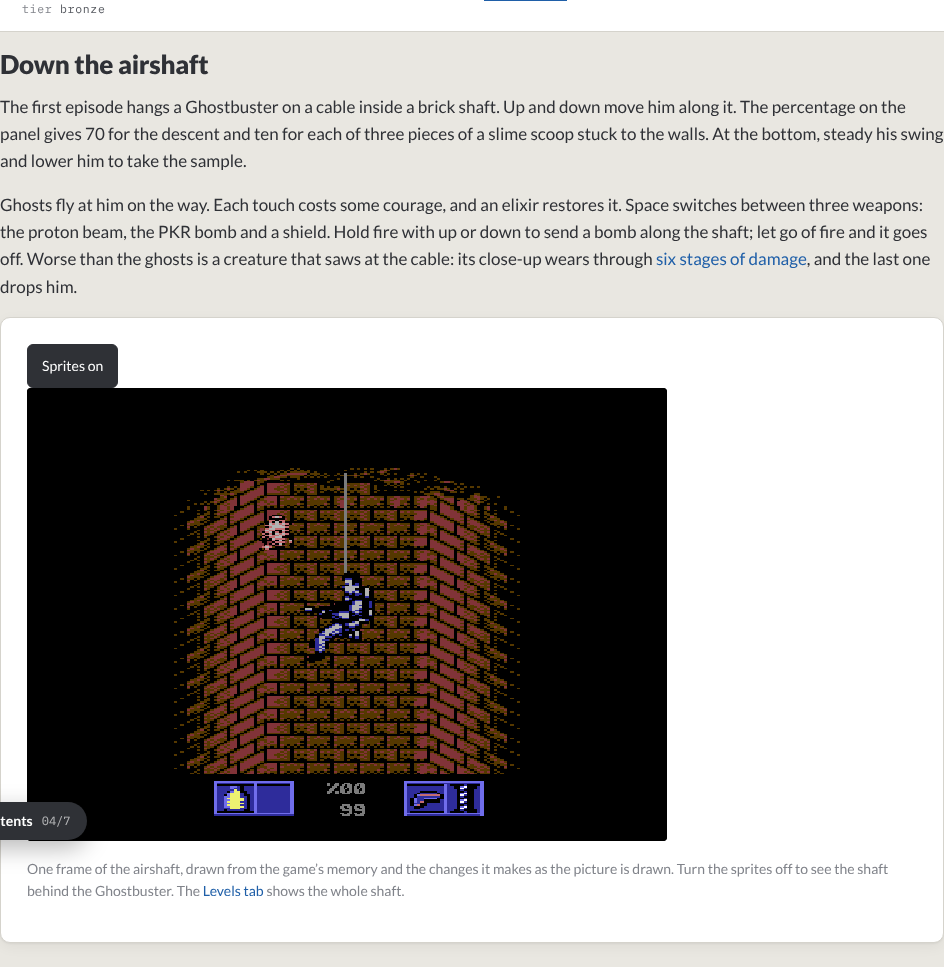 tier bronze
Down the airshaft
The first episode hangs a Ghostbuster on a cable inside a brick shaft. Up and down move him along it. The percentage on the
panel gives 70 for the descent and ten for each of three pieces of a slime scoop stuck to the walls. At the bottom, steady his swing
and lower him to take the sample.
Ghosts fly at him on the way. Each touch costs some courage, and an elixir restores it. Space switches between three weapons:
the proton beam, the PKR bomb and a shield. Hold fire with up or down to send a bomb along the shaft; let go of fire and it goes
off. Worse than the ghosts is a creature that saws at the cable: its close-up wears through six stages of damage, and the last one
drops him.
Sprites on
%00
99
tents 04/7
One frame of the airshaft, drawn from the game's memory and the changes it makes as the picture is drawn. Turn the sprites off to see the shaft
behind the Ghostbuster. The Levels tab shows the whole shaft.